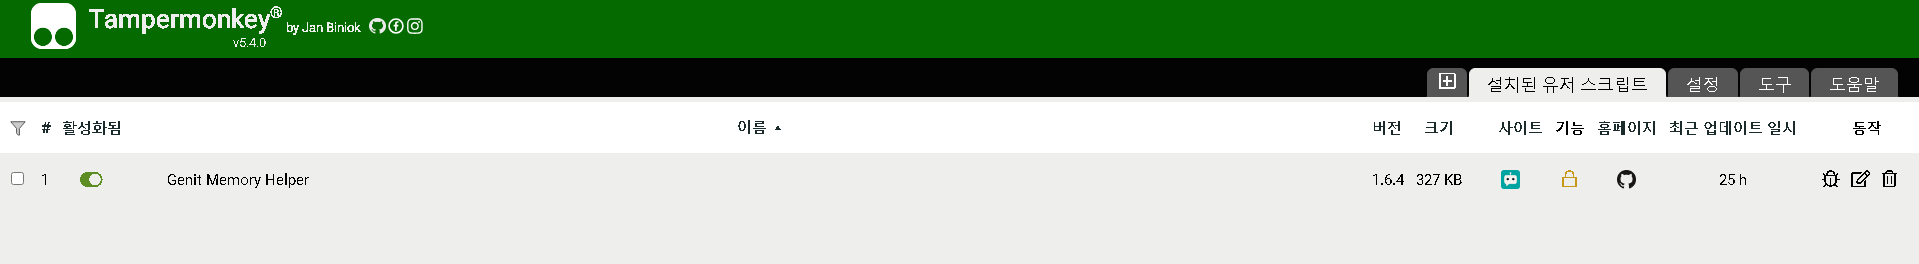 Tampermonkey® by Jan Biniok
v5.4.0
설치된 유저 스크립트 설정 도구 도움말
# 활성화됨 이름 ▲ 버전 크기 사이트 기능 홈페이지 최근 업데이트 일시 동작
1 Genit Memory Helper 1.6.4 327 KB 25 h